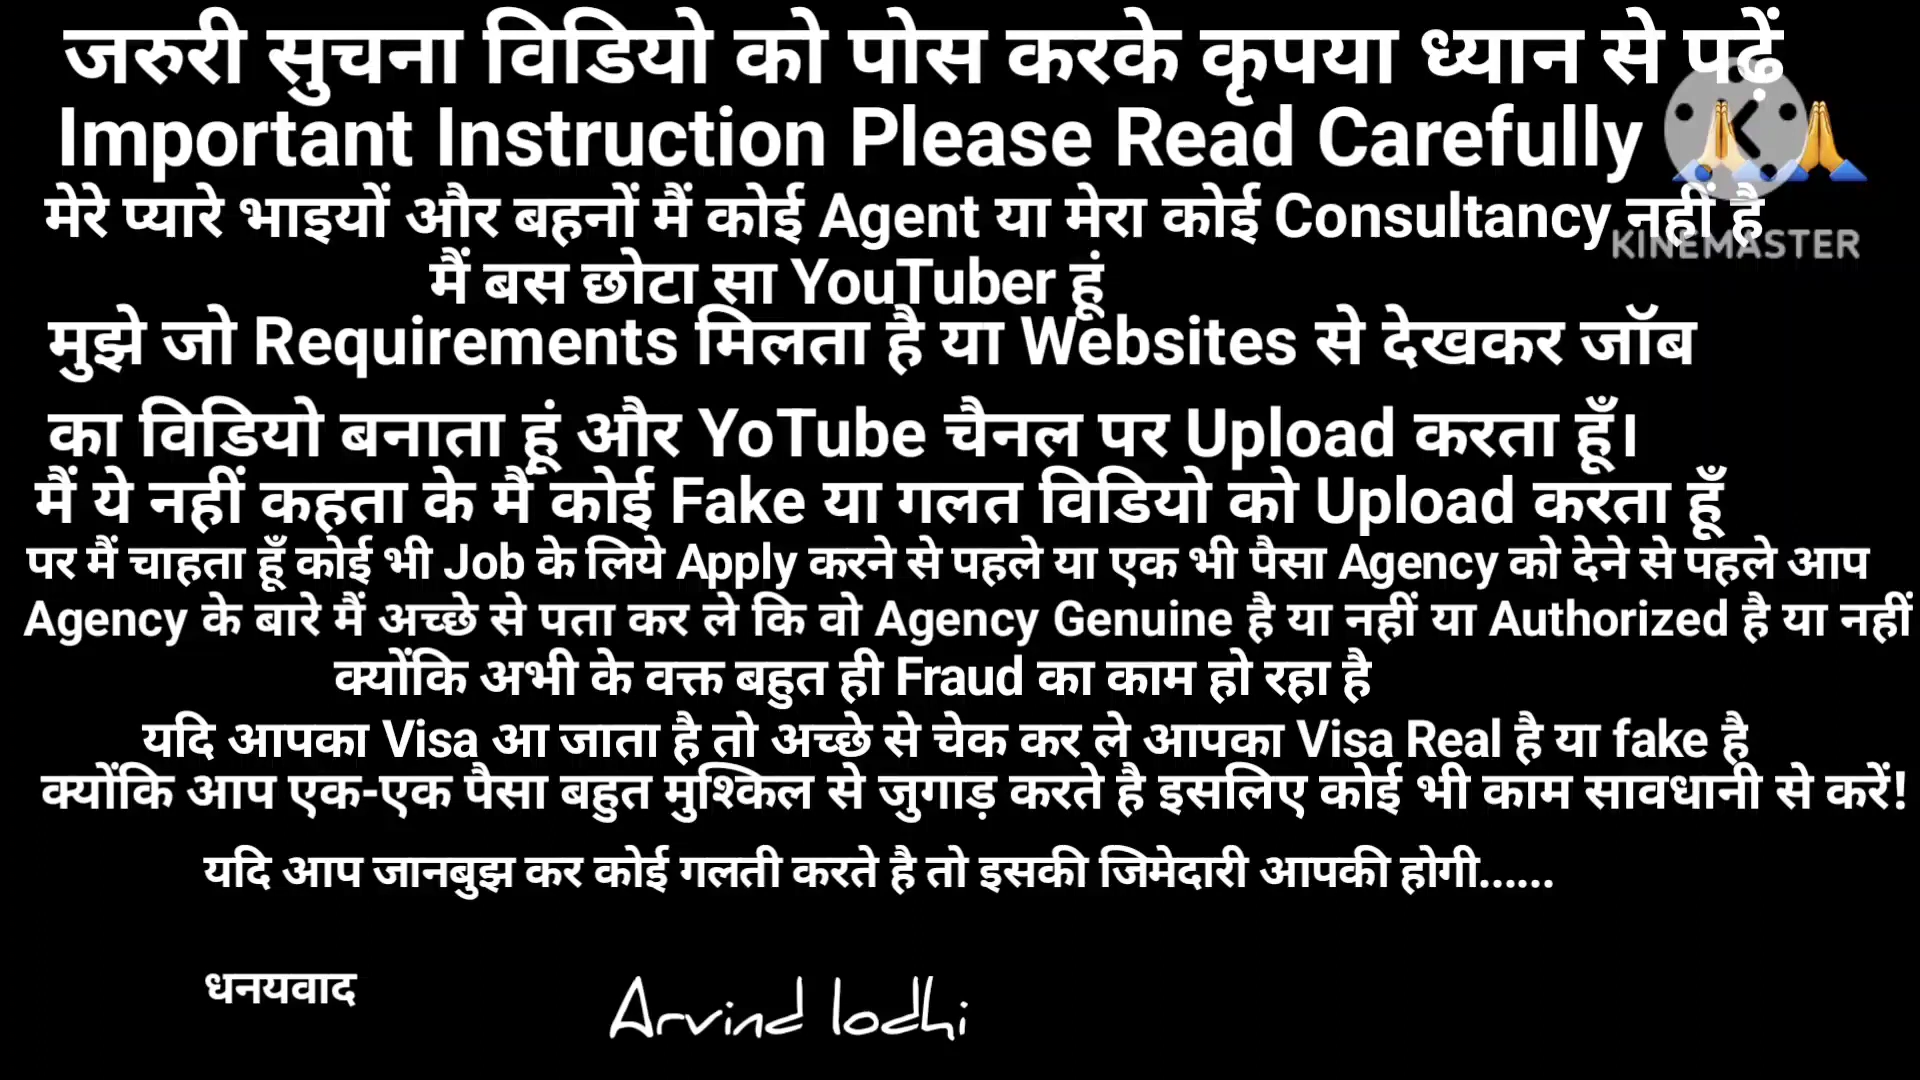 जरुरी सुचना विडियो को पोस करके कृपया ध्यान से पढ़ें
Important Instruction Please Read Carefully 🙏🙏
मेरे प्यारे भाइयों और बहनों मैं कोई Agent या मेरा कोई Consultancy नहीं है
KINEMASTER
मैं बस छोटा सा YouTuber हूं
मुझे जो Requirements मिलता है या Websites से देखकर जॉब
का विडियो बनाता हूं और YoTube चैनल पर Upload करता हूँ।
मैं ये नहीं कहता के मैं कोई Fake या गलत विडियो को Upload करता हूँ
पर मैं चाहता हूँ कोई भी Job के लिये Apply करने से पहले या एक भी पैसा Agency को देने से पहले आप
Agency के बारे मैं अच्छे से पता कर ले कि वो Agency Genuine है या नहीं या Authorized है या नहीं
क्योंकि अभी के वक्त बहुत ही Fraud का काम हो रहा है
यदि आपका Visa आ जाता है तो अच्छे से चेक कर ले आपका Visa Real है या fake है
क्योंकि आप एक-एक पैसा बहुत मुश्किल से जुगाड़ करते है इसलिए कोई भी काम सावधानी से करें!
यदि आप जानबुझ कर कोई गलती करते है तो इसकी जिमेदारी आपकी होगी......
धनयवाद
Arvind lodhi